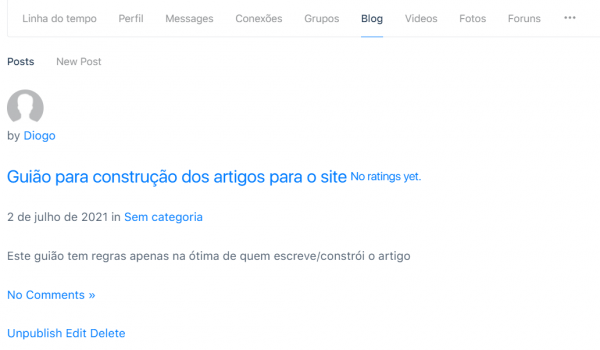 Linha do tempo Perfil Messages Conexões Grupos Blog Videos Fotos Foruns ...
Posts New Post
by Diogo
Guião para construção dos artigos para o site No ratings yet.
2 de julho de 2021 in Sem categoria
Este guião tem regras apenas na ótima de quem escreve/constrói o artigo
No Comments »
Unpublish Edit Delete